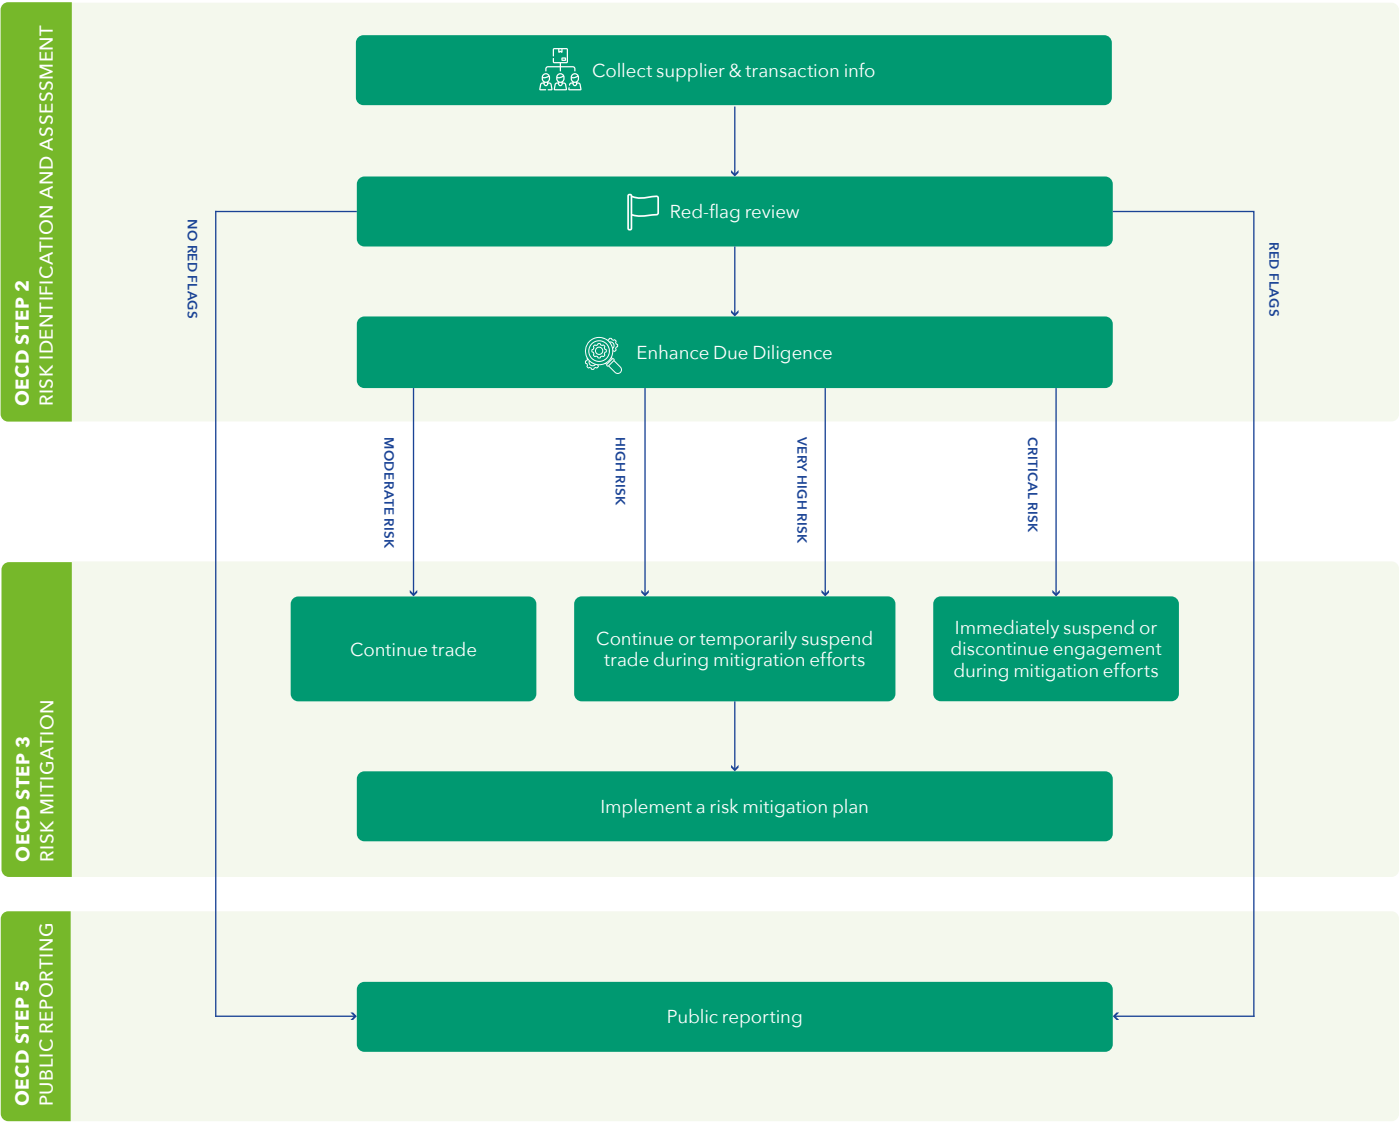 OECD STEP 2
RISK IDENTIFICATION AND ASSESSMENT
Collect supplier & transaction info
Red-flag review
NO RED FLAGS
RED FLAGS
Enhance Due Diligence
MODERATE RISK
HIGH RISK
VERY HIGH RISK
CRITICAL RISK
OECD STEP 3
RISK MITIGATION
Continue trade
Continue or temporarily suspend
trade during mitigration efforts
Immediately suspend or
discontinue engagement
during mitigation efforts
Implement a risk mitigation plan
OECD STEP 5
PUBLIC REPORTING
Public reporting